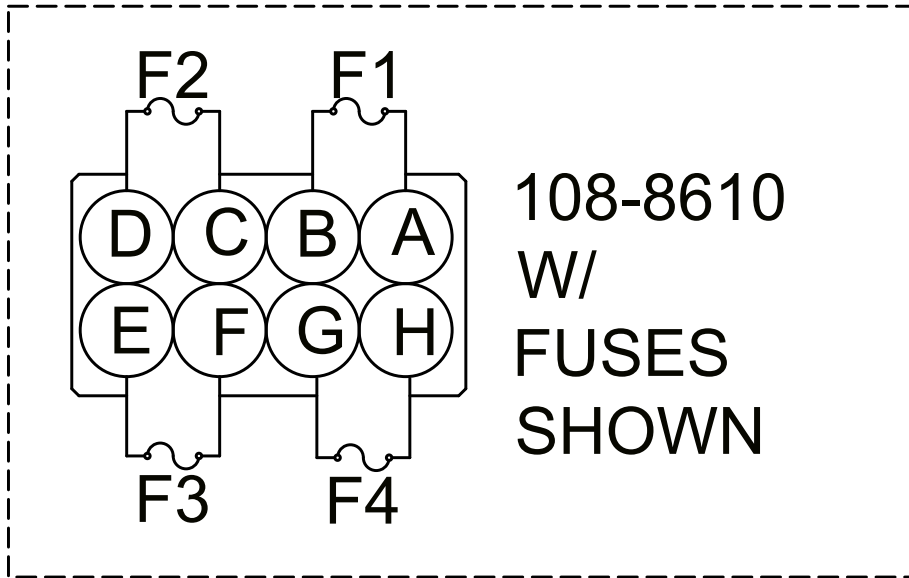 F2 F1
D C B A
E F G H
F3 F4
108-8610
W/
FUSES
SHOWN